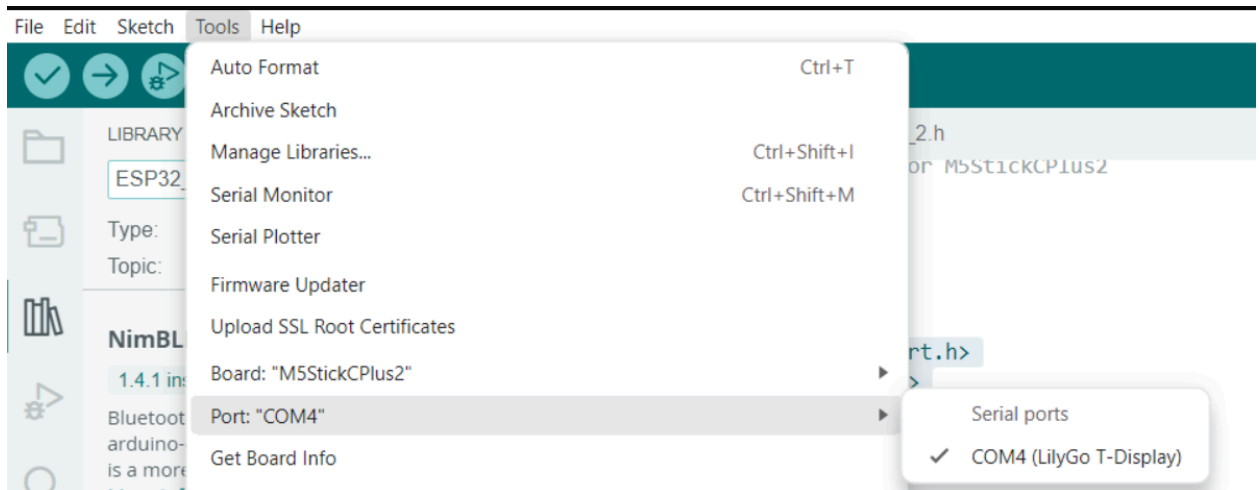 File Edit Sketch Tools Help
Auto Format Ctrl+T
Archive Sketch
LIBRARY
_2.h
Manage Libraries... Ctrl+Shift+I
or M5StickCPlus2
ESP32_
Serial Monitor Ctrl+Shift+M
Type:
Serial Plotter
Topic:
Firmware Updater
Upload SSL Root Certificates
NimBL
rt.h>
1.4.1 ins
Board: "M5StickCPlus2"
>
Bluetoot
Port: "COM4"
Serial ports
arduino-
Get Board Info
COM4 (LilyGo T-Display)
is a more